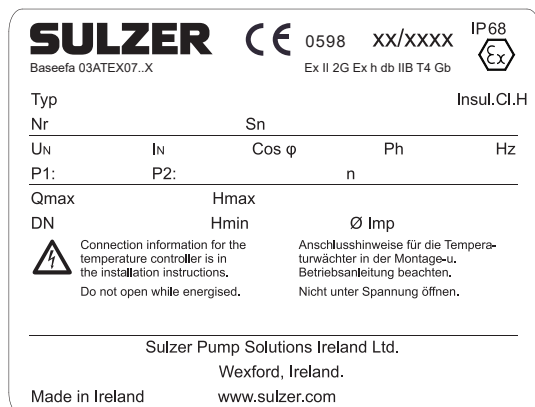 SULZER CE 0598 xx/xxxx IP68
Baseefa 03ATEX07..X Ex II 2G Ex h db IIB T4 Gb
Typ Insul.Cl.H
Nr Sn
UN IN Cos φ Ph Hz
P1: P2: n
Qmax Hmax
DN Hmin Ø Imp
Connection information for the
temperature controller is in
the installation instructions.
Do not open while energised.
Anschlusshinweise für die Tempera-
turwächter in der Montage-u.
Betriebsanleitung beachten.
Nicht unter Spannung öffnen.
Sulzer Pump Solutions Ireland Ltd.
Wexford, Ireland.
Made in Ireland www.sulzer.com